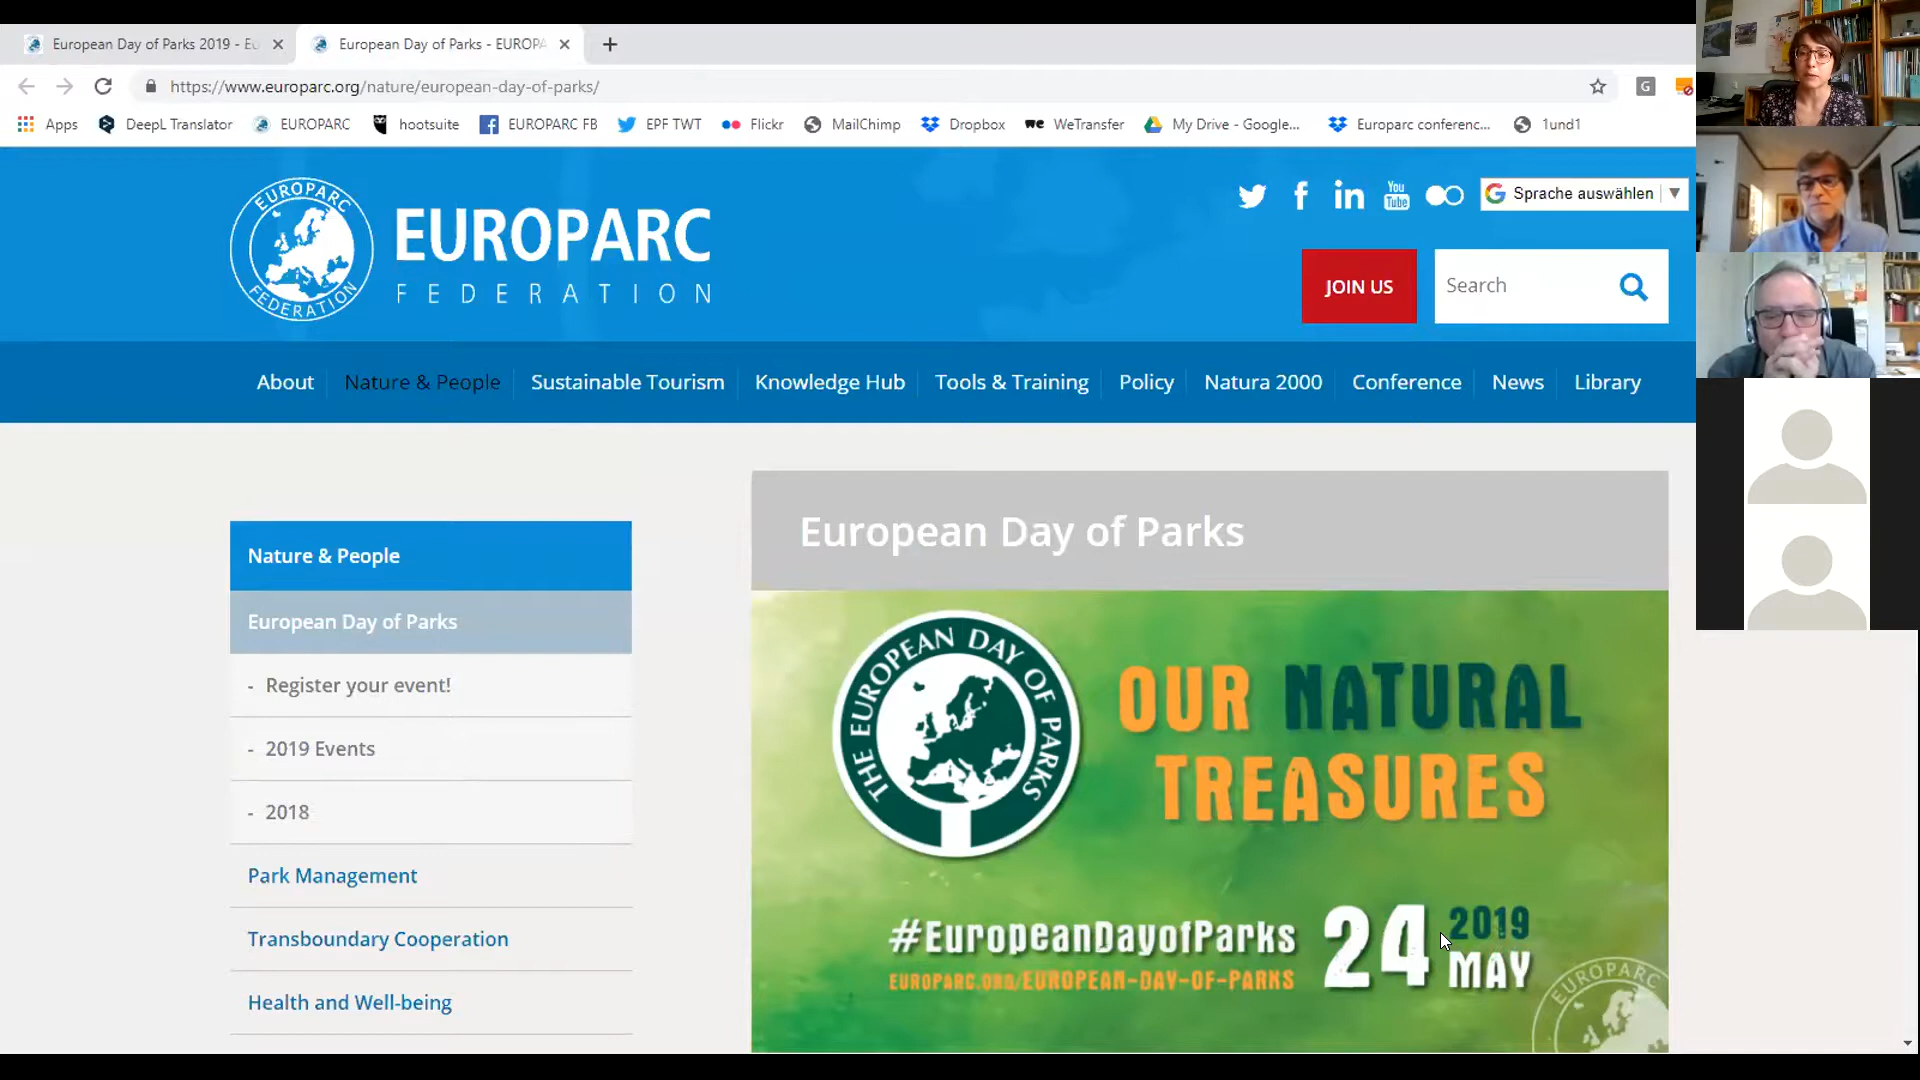 European Day of Parks 2019 - Eu
European Day of Parks - EUROPA
https://www.europarc.org/nature/european-day-of-parks/
G
Apps
DeepL Translator
EUROPARC
hootsuite
EUROPARC FB
EPF TWT
Flickr
MailChimp
Dropbox
we WeTransfer
My Drive - Google...
Europarc conferenc...
1und1
EUROPARC
FEDERATION
EUROPARC
FEDERATION
You
Tube
G Sprache auswählen
JOIN US
Search
About
Nature & People
Sustainable Tourism
Knowledge Hub
Tools & Training
Policy
Natura 2000
Conference
News
Library
Nature & People
European Day of Parks
- Register your event!
- 2019 Events
- 2018
Park Management
Transboundary Cooperation
Health and Well-being
European Day of Parks
THE EUROPEAN DAY OF PARKS
OUR NATURAL
TREASURES
#EuropeanDayofParks
EUROPARC.ORG/EUROPEAN-DAY-OF-PARKS
24
2019
MAY
EUROPARC